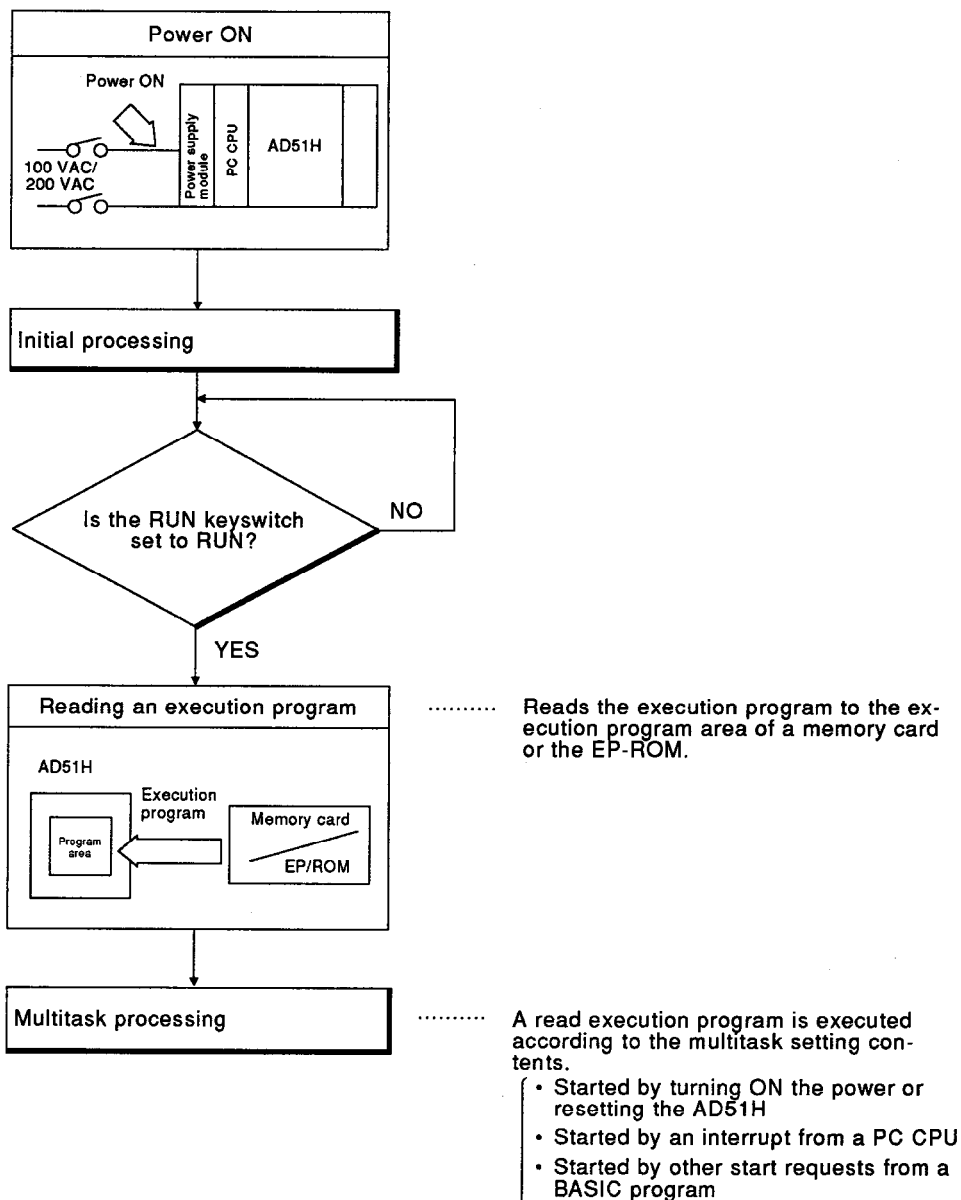 Power ON
Power ON
100 VAC/
200 VAC
Power supply
module
PC CPU
AD51H
Initial processing
Is the RUN keyswitch
set to RUN?
NO
YES
Reading an execution program
AD51H
Execution
program
Program
area
Memory card
EP/ROM
.......... Reads the execution program to the ex-
ecution program area of a memory card
or the EP-ROM.
Multitask processing
.......... A read execution program is executed
according to the multitask setting con-
tents.
• Started by turning ON the power or
resetting the AD51H
• Started by an interrupt from a PC CPU
• Started by other start requests from a
BASIC program